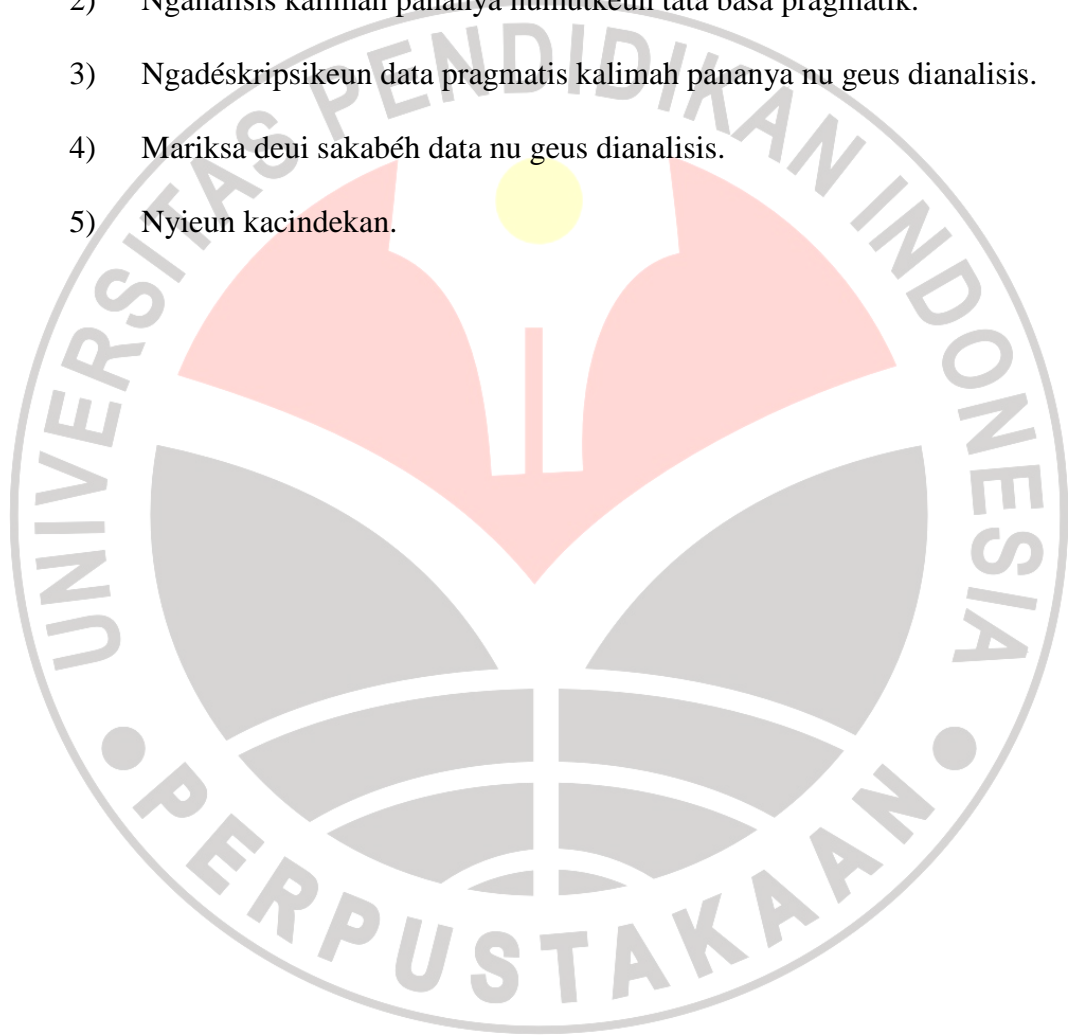 2) Nganalisis kalimah pananya numutkeun tata basa pragmatik.
3) Ngadéskripsikeun data pragmatis kalimah pananya nu geus dianalisis.
4) Mariksa deui sakabéh data nu geus dianalisis.
5) Nyieun kacindekan.
UNIVERSITAS PENDIDIKAN INDONESIA
PERPUSTAKAAN